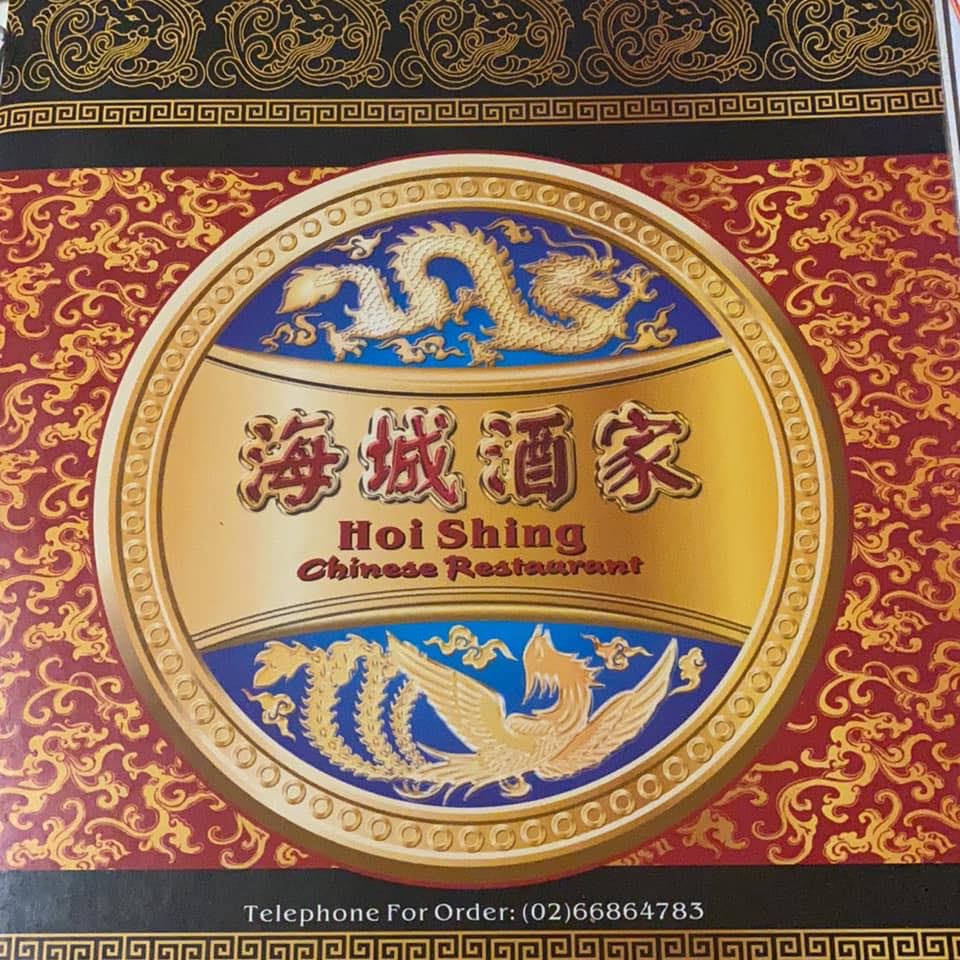 海城酒家
Hoi Shing
Chinese Restaurant
Telephone For Order: (02)66864783